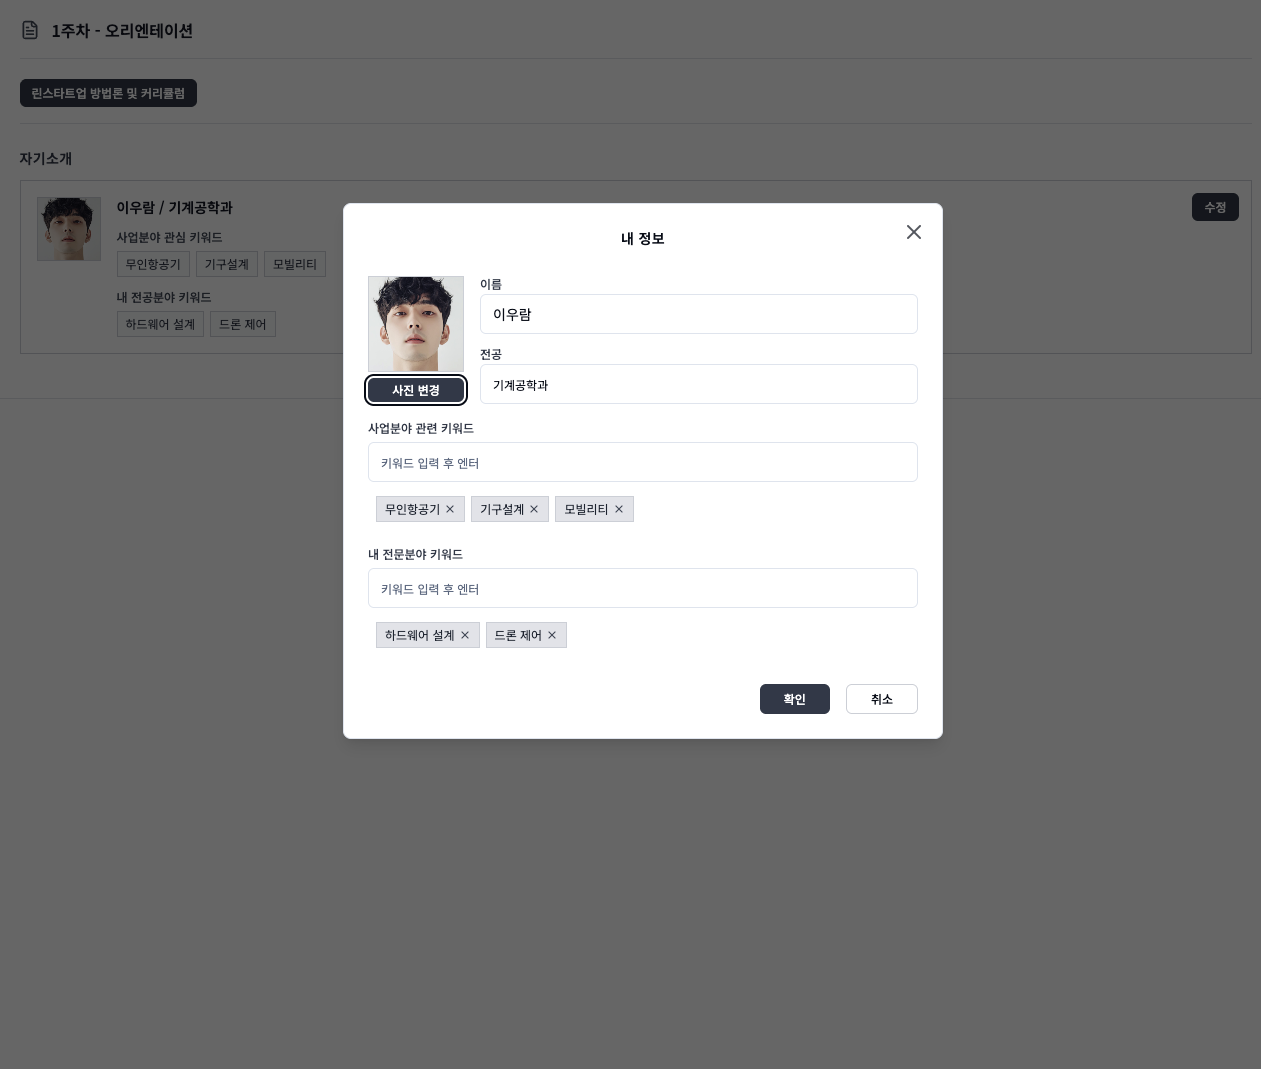 1주차 - 오리엔테이션
린스타트업 방법론 및 커리큘럼
자기소개
이우람 / 기계공학과
수정
사업분야 관심 키워드
무인항공기 기구설계 모빌리티
내 전공분야 키워드
하드웨어 설계 드론 제어
내 정보
이름
이우람
사진 변경
전공
기계공학과
사업분야 관련 키워드
키워드 입력 후 엔터
무인항공기 × 기구설계 × 모빌리티 ×
내 전문분야 키워드
키워드 입력 후 엔터
하드웨어 설계 × 드론 제어 ×
확인 취소